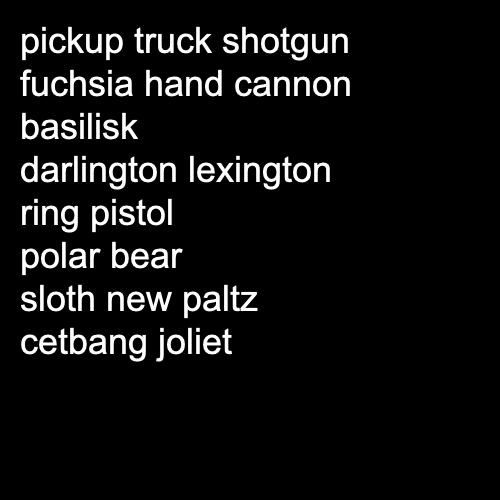 pickup truck shotgun
fuchsia hand cannon
basilisk
darlington lexington
ring pistol
polar bear
sloth new paltz
cetbang joliet